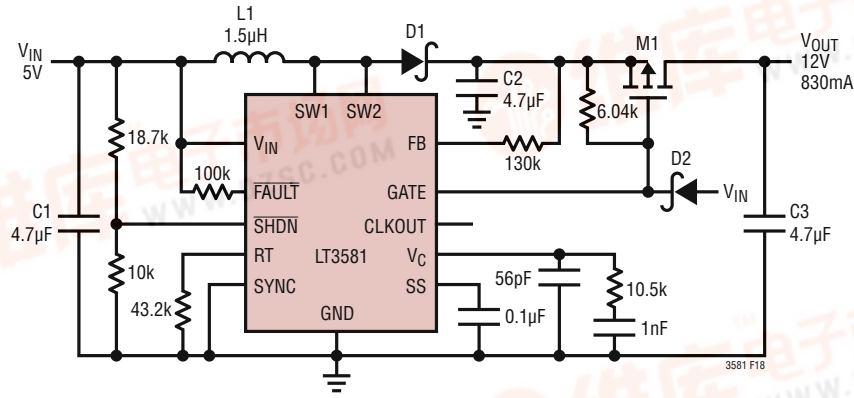 L1
1.5µH
D1
M1
VIN
5V
VOUT
12V
830mA
C2
4.7µF
SW1 SW2
18.7k
VIN
FB
6.04k
130k
100k
FAULT
GATE
D2
VIN
C1
4.7µF
SHDN
CLKOUT
C3
4.7µF
RT
LT3581
VC
10k
SYNC
SS
56pF
10.5k
43.2k
GND
0.1µF
1nF
3581 F18